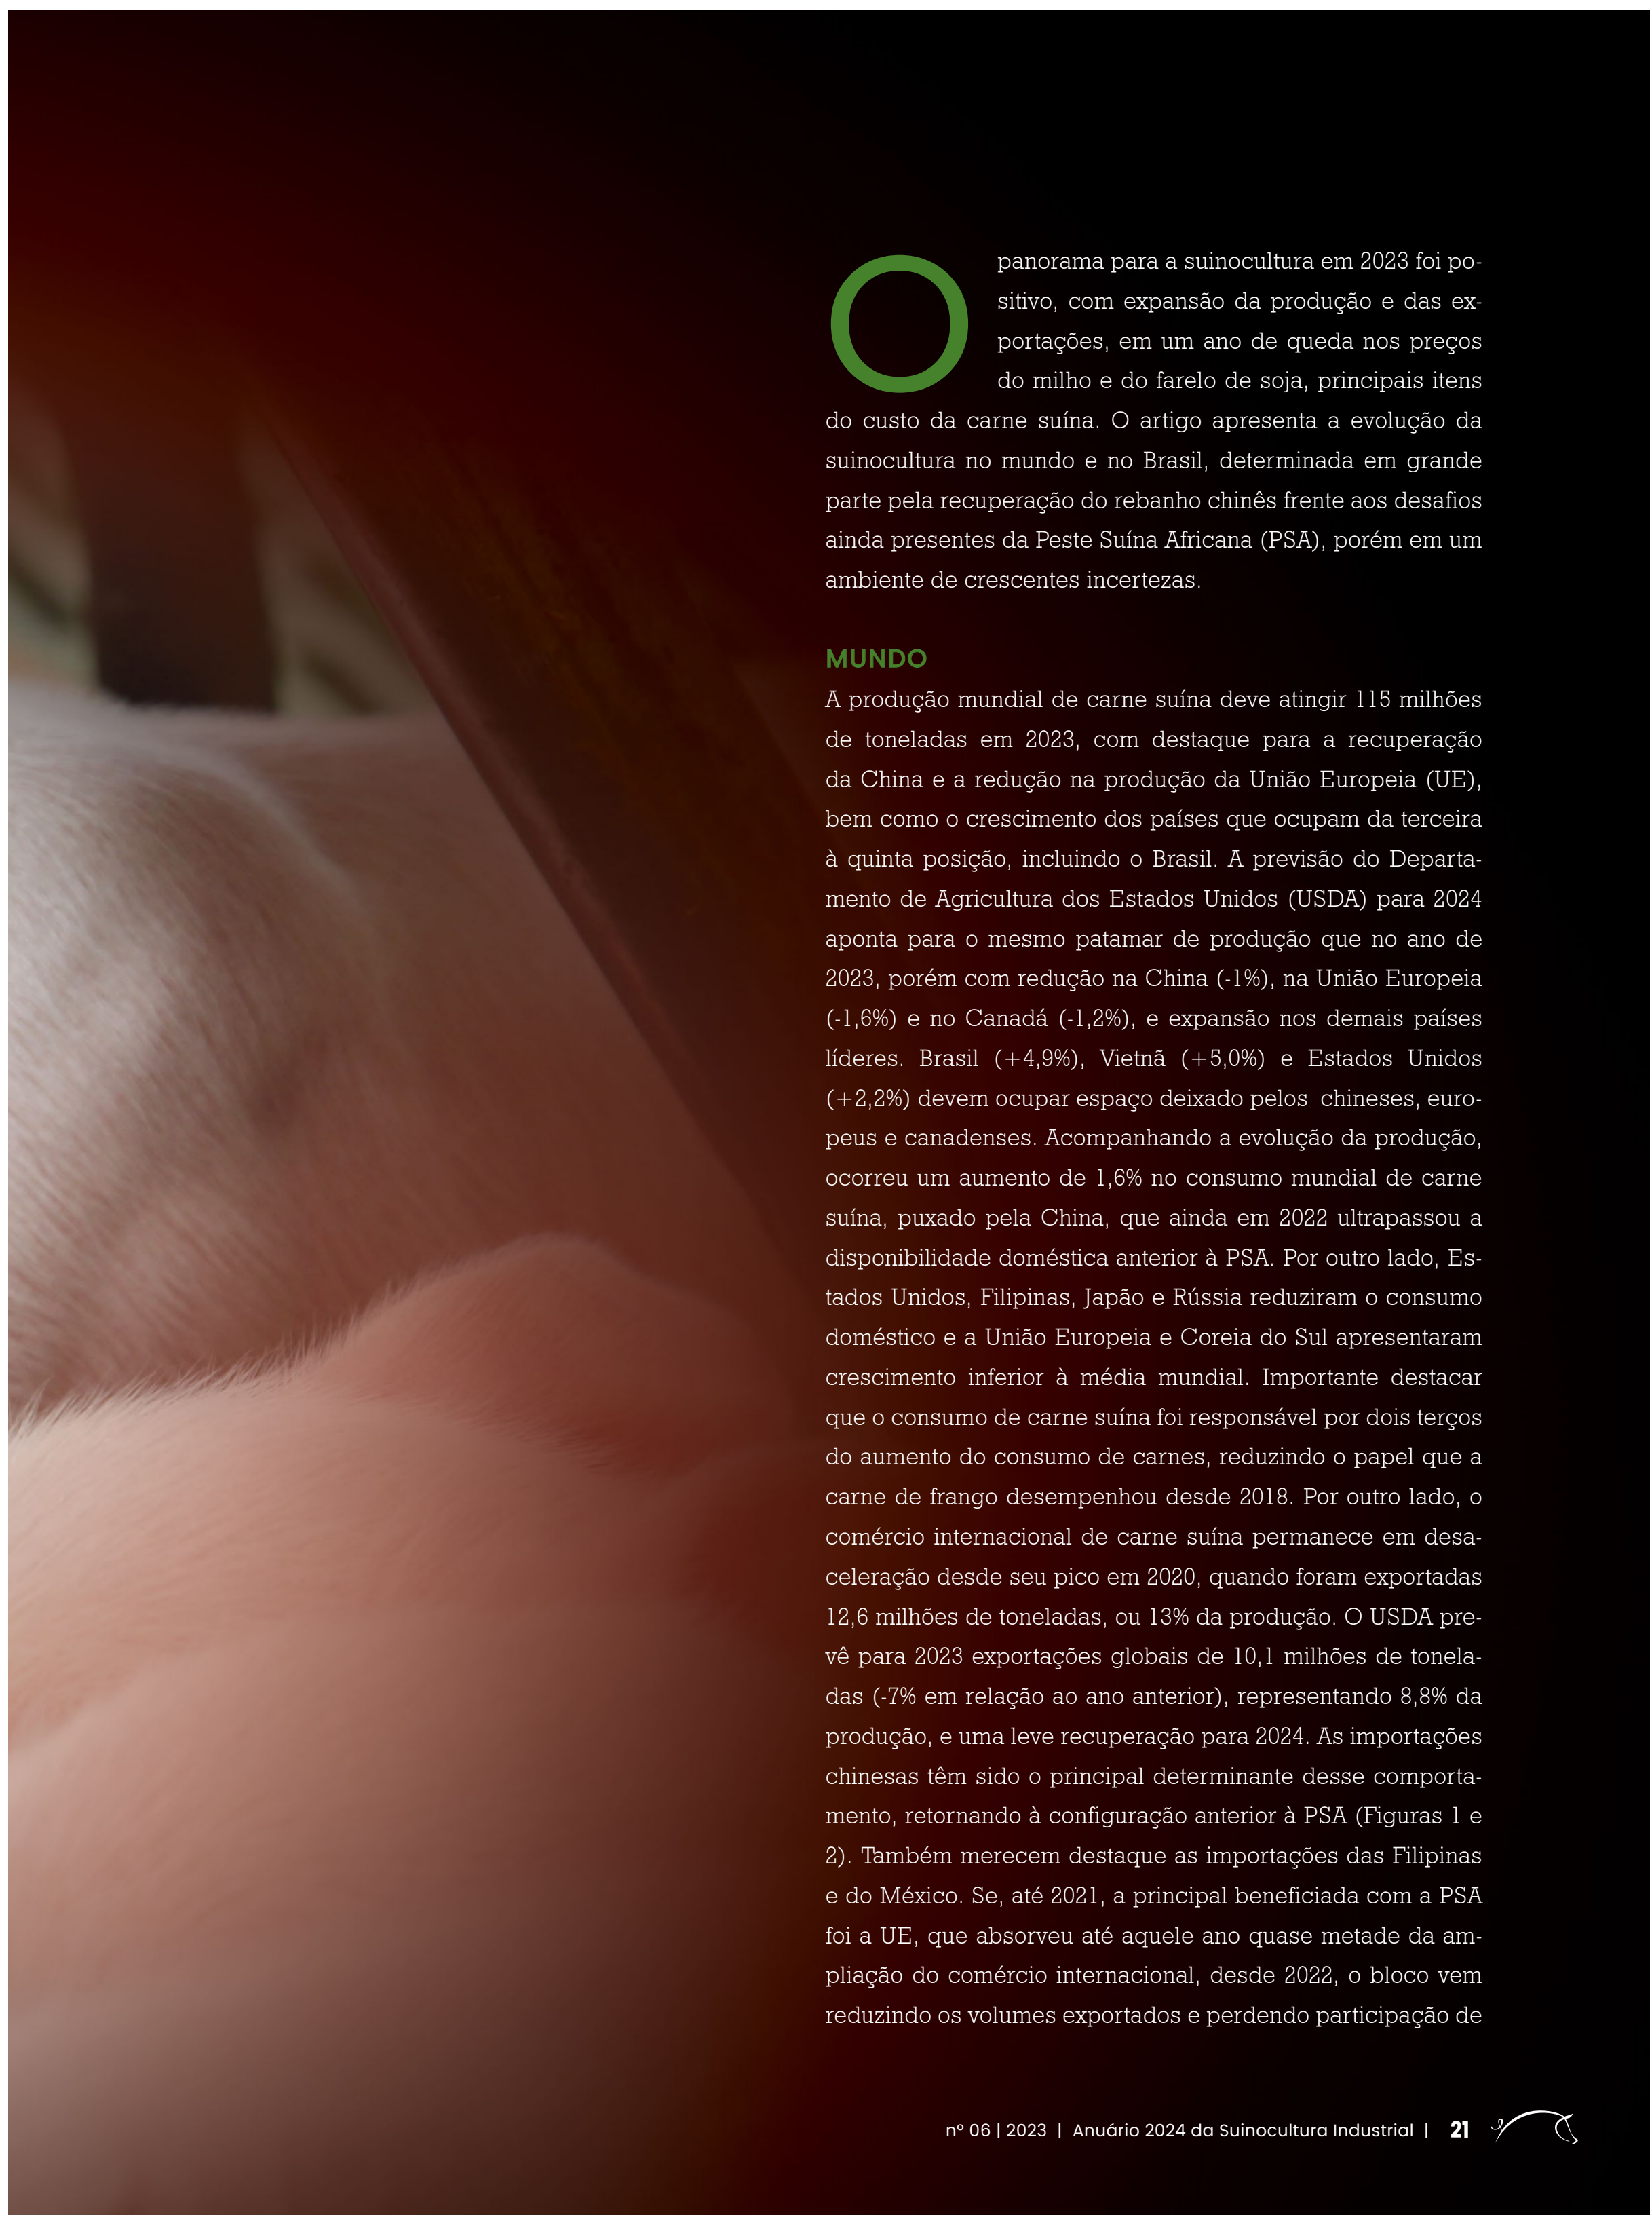 O panorama para a suinocultura em 2023 foi po-
sitivo, com expansão da produção e das ex-
portações, em um ano de queda nos preços
do milho e do farelo de soja, principais itens
do custo da carne suína. O artigo apresenta a evolução da
suinocultura no mundo e no Brasil, determinada em grande
parte pela recuperação do rebanho chinês frente aos desafios
ainda presentes da Peste Suína Africana (PSA), porém em um
ambiente de crescentes incertezas.
MUNDO
A produção mundial de carne suína deve atingir 115 milhões
de toneladas em 2023, com destaque para a recuperação
da China e a redução na produção da União Europeia (UE),
bem como o crescimento dos países que ocupam da terceira
à quinta posição, incluindo o Brasil. A previsão do Departa-
mento de Agricultura dos Estados Unidos (USDA) para 2024
aponta para o mesmo patamar de produção que no ano de
2023, porém com redução na China (-1%), na União Europeia
(-1,6%) e no Canadá (-1,2%), e expansão nos demais países
líderes. Brasil (+4,9%), Vietnã (+5,0%) e Estados Unidos
(+2,2%) devem ocupar espaço deixado pelos chineses, euro-
peus e canadenses. Acompanhando a evolução da produção,
ocorreu um aumento de 1,6% no consumo mundial de carne
suína, puxado pela China, que ainda em 2022 ultrapassou a
disponibilidade doméstica anterior à PSA. Por outro lado, Es-
tados Unidos, Filipinas, Japão e Rússia reduziram o consumo
doméstico e a União Europeia e Coreia do Sul apresentaram
crescimento inferior à média mundial. Importante destacar
que o consumo de carne suína foi responsável por dois terços
do aumento do consumo de carnes, reduzindo o papel que a
carne de frango desempenhou desde 2018. Por outro lado, o
comércio internacional de carne suína permanece em desa-
celeração desde seu pico em 2020, quando foram exportadas
12,6 milhões de toneladas, ou 13% da produção. O USDA pre-
vê para 2023 exportações globais de 10,1 milhões de tonela-
das (-7% em relação ao ano anterior), representando 8,8% da
produção, e uma leve recuperação para 2024. As importações
chinesas têm sido o principal determinante desse comporta-
mento, retornando à configuração anterior à PSA (Figuras 1 e
2). Também merecem destaque as importações das Filipinas
e do México. Se, até 2021, a principal beneficiada com a PSA
foi a UE, que absorveu até aquele ano quase metade da am-
pliação do comércio internacional, desde 2022, o bloco vem
reduzindo os volumes exportados e perdendo participação de
nº 06 | 2023 | Anuário 2024 da Suinocultura Industrial | 21